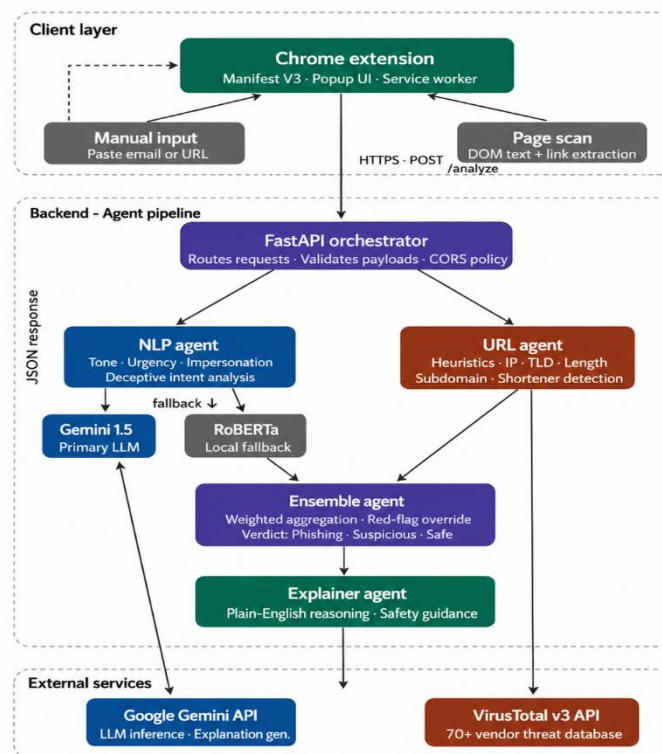 Client layer
Chrome extension
Manifest V3 · Popup UI · Service worker
Manual input
Paste email or URL
Page scan
DOM text + link extraction
HTTPS · POST
/analyze
Backend - Agent pipeline
FastAPI orchestrator
Routes requests · Validates payloads · CORS policy
JSON response
NLP agent
Tone · Urgency · Impersonation
Deceptive intent analysis
URL agent
Heuristics · IP · TLD · Length
Subdomain · Shortener detection
fallback ↓
Gemini 1.5
Primary LLM
RoBERTa
Local fallback
Ensemble agent
Weighted aggregation · Red-flag override
Verdict: Phishing · Suspicious · Safe
Explainer agent
Plain-English reasoning · Safety guidance
External services
Google Gemini API
LLM inference · Explanation gen.
VirusTotal v3 API
70+ vendor threat database